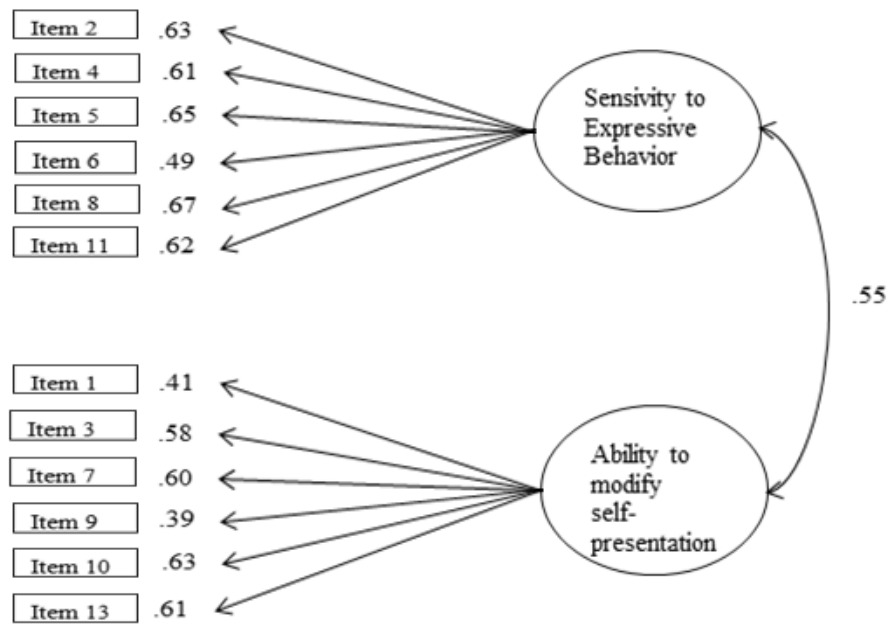 Item 2 .63
Item 4 .61
Item 5 .65
Item 6 .49
Item 8 .67
Item 11 .62
Sensivity to
Expressive
Behavior
.55
Item 1 .41
Item 3 .58
Item 7 .60
Item 9 .39
Item 10 .63
Item 13 .61
Ability to
modify
self-
presentation